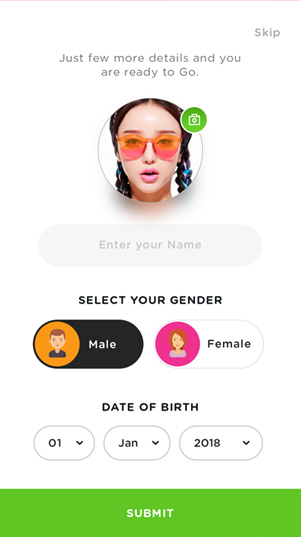 Skip
Just few more details and you
are ready to Go.
Enter your Name
SELECT YOUR GENDER
Male
Female
DATE OF BIRTH
01
Jan
2018
SUBMIT